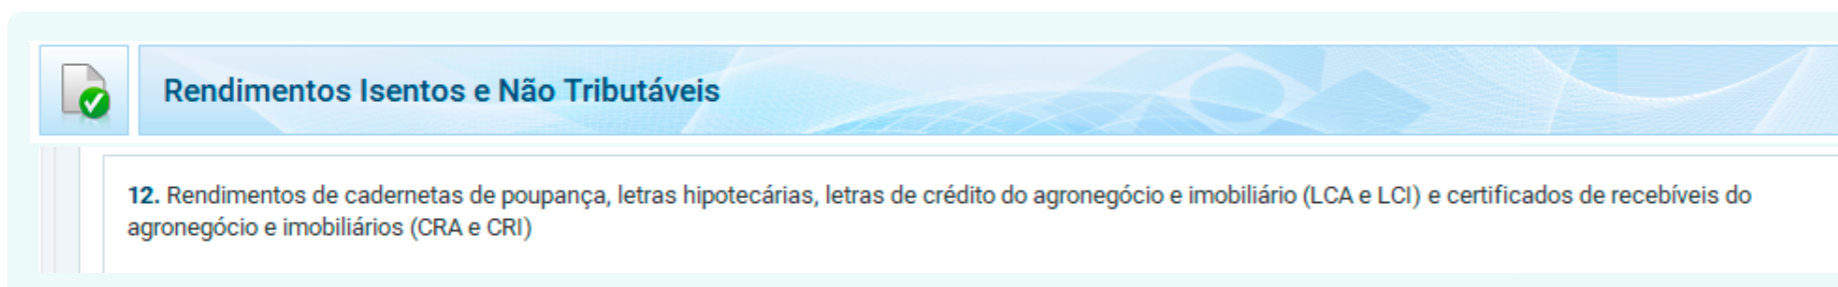 Rendimentos Isentos e Não Tributáveis
12. Rendimentos de cadernetas de poupança, letras hipotecárias, letras de crédito do agronegócio e imobiliário (LCA e LCI) e certificados de recebíveis do
agronegócio e imobiliários (CRA e CRI)